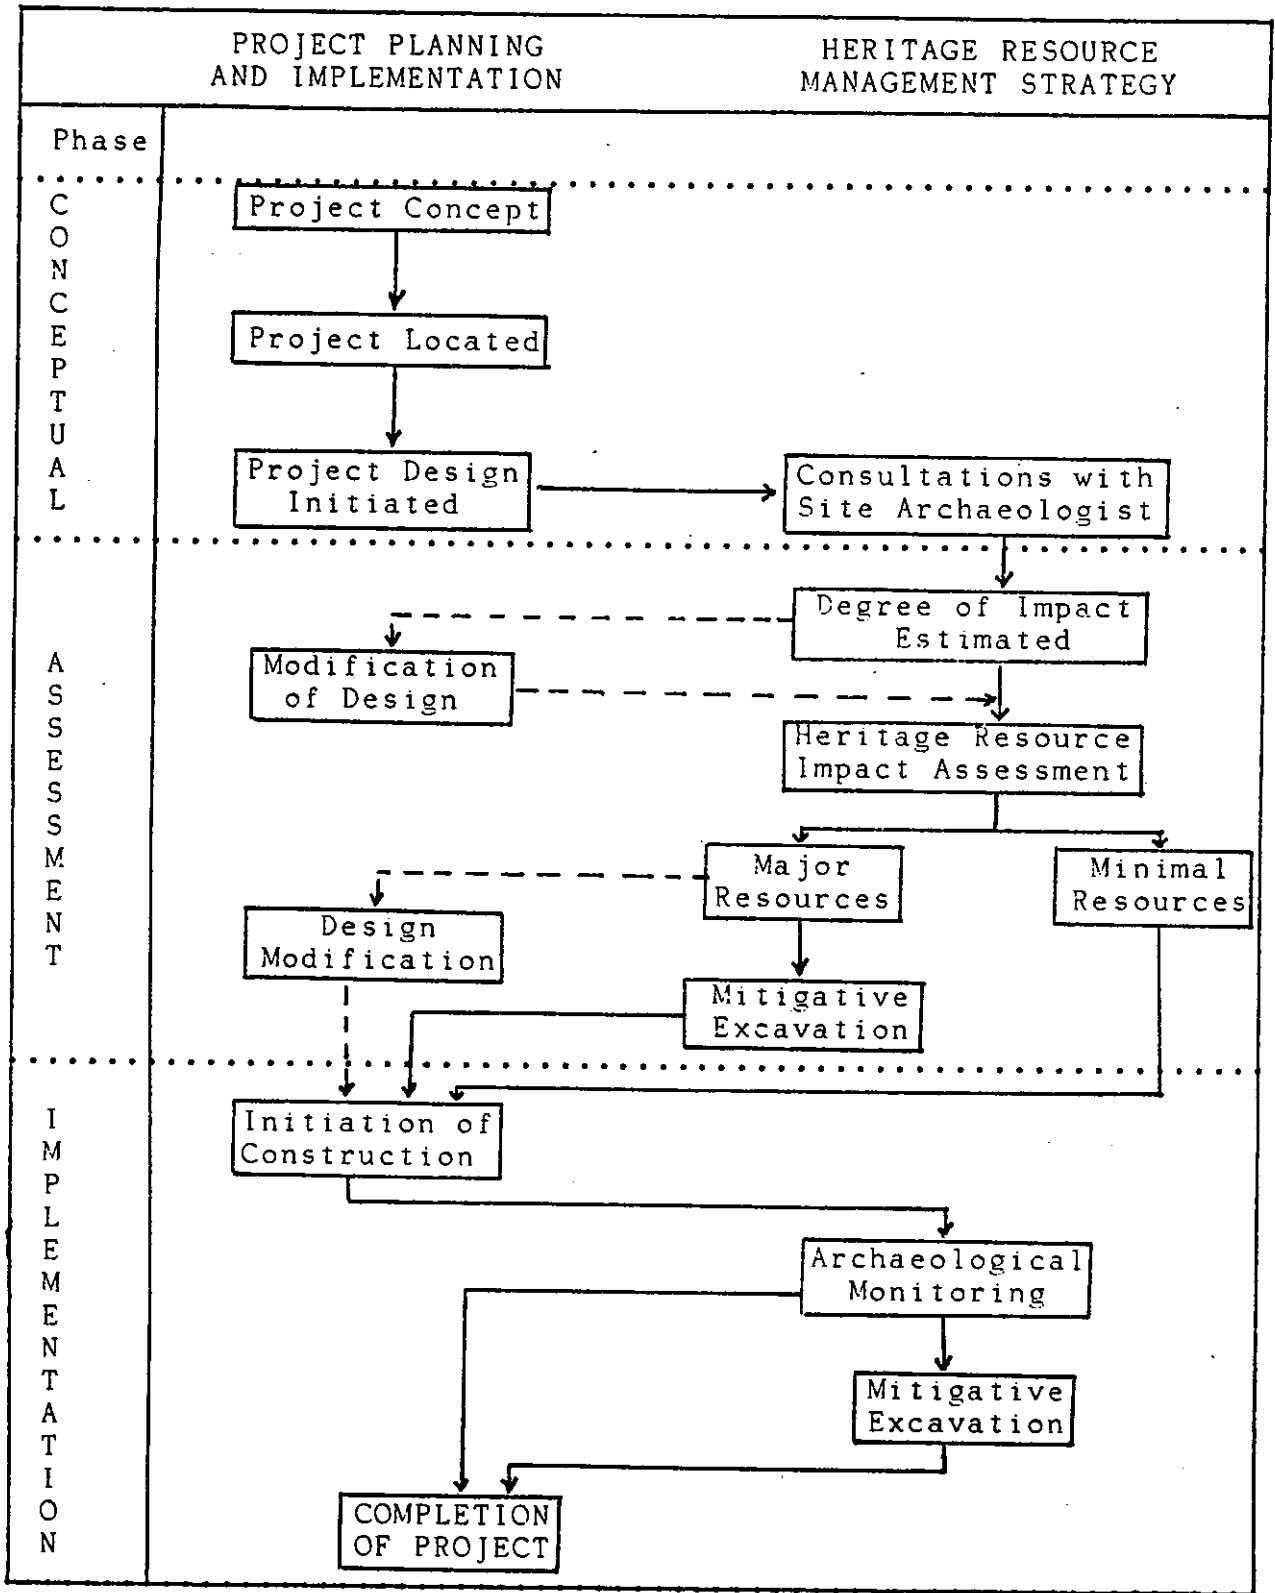 PROJECT PLANNING
AND IMPLEMENTATION
HERITAGE RESOURCE
MANAGEMENT STRATEGY
Phase
CONCEPTUAL
Project Concept
Project Located
Project Design
Initiated
Consultations with
Site Archaeologist
ASSESSMENT
Degree of Impact
Estimated
Modification
of Design
Heritage Resource
Impact Assessment
Major
Resources
Minimal
Resources
Design
Modification
Mitigative
Excavation
IMPLEMENTATION
Initiation of
Construction
Archaeological
Monitoring
Mitigative
Excavation
COMPLETION
OF PROJECT